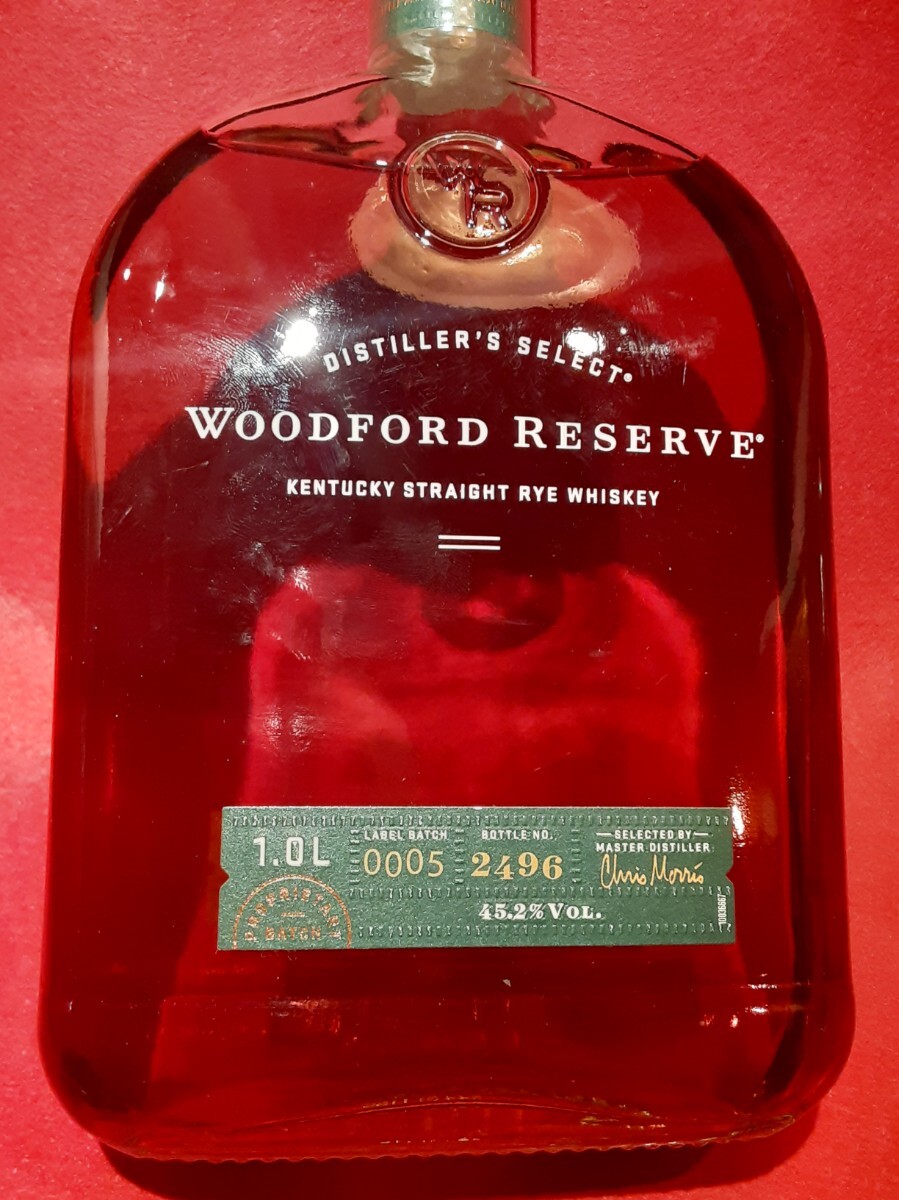 WR
DISTILLER'S SELECT®
WOODFORD RESERVE®
KENTUCKY STRAIGHT RYE WHISKEY
1.0 L
LABEL BATCH
0005
BOTTLE NO.
2496
SELECTED BY
MASTER DISTILLER
Chris Morris
45.2% VOL.
BATCH